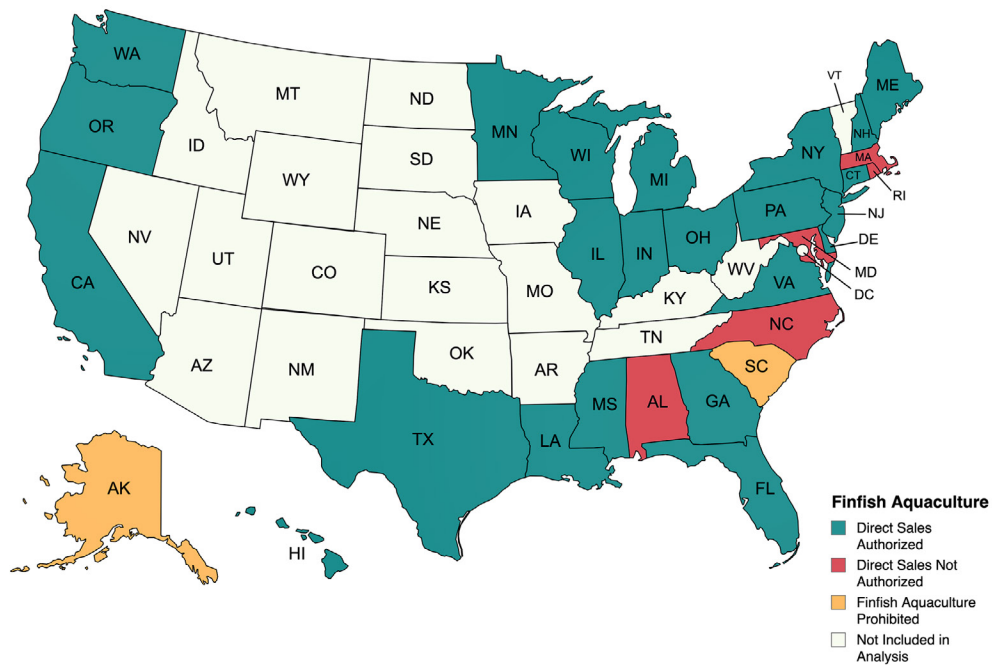 WA
MT
ND
MN
ME
VT
OR
ID
SD
WI
NH
NY
MA
WY
MI
CT
RI
IA
NE
PA
NJ
NV
OH
DE
UT
IL
IN
CO
WV
MD
CA
KS
MO
VA
DC
KY
NC
TN
OK
AZ
NM
AR
SC
MS
AL
GA
TX
LA
AK
FL
HI
Finfish Aquaculture
Direct Sales
Authorized
Direct Sales Not
Authorized
Finfish Aquaculture
Prohibited
Not Included in
Analysis